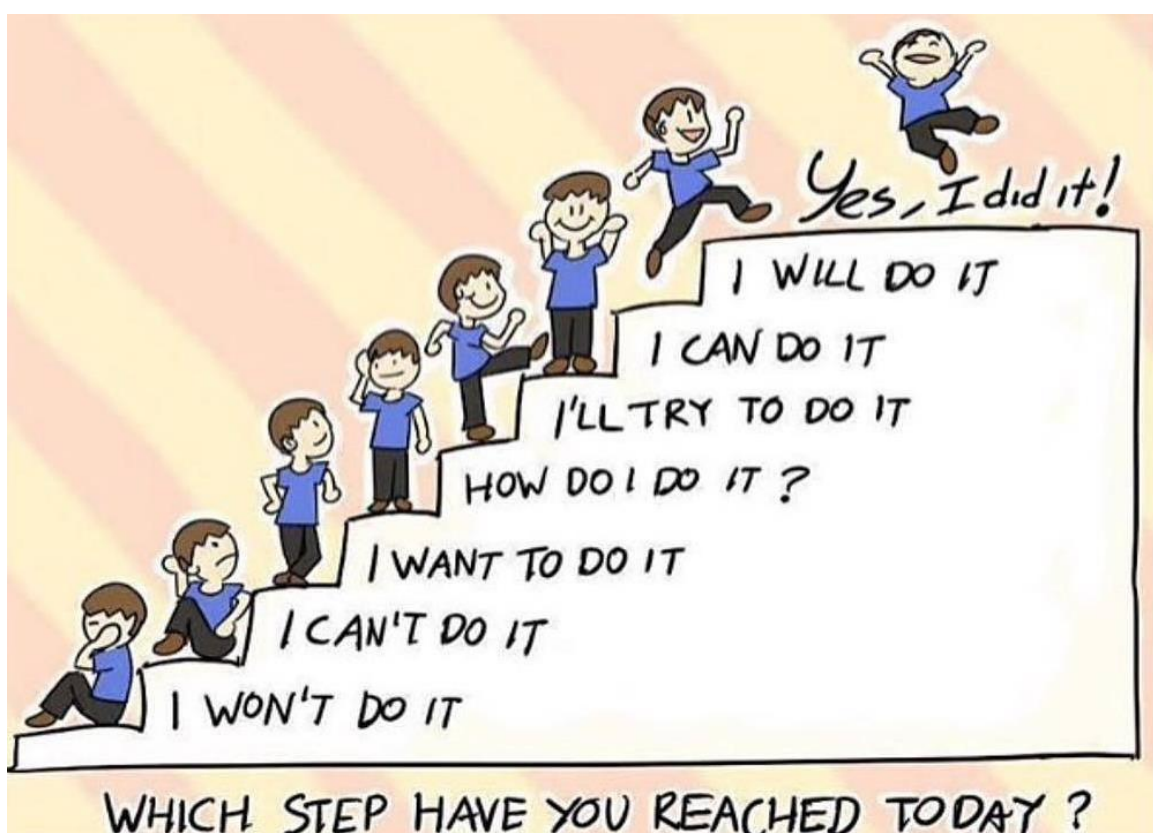 Yes, I did it!
I WILL DO IT
I CAN DO IT
I'LL TRY TO DO IT
HOW DO I DO IT ?
I WANT TO DO IT
I CAN'T DO IT
I WON'T DO IT
WHICH STEP HAVE YOU REACHED TODAY ?